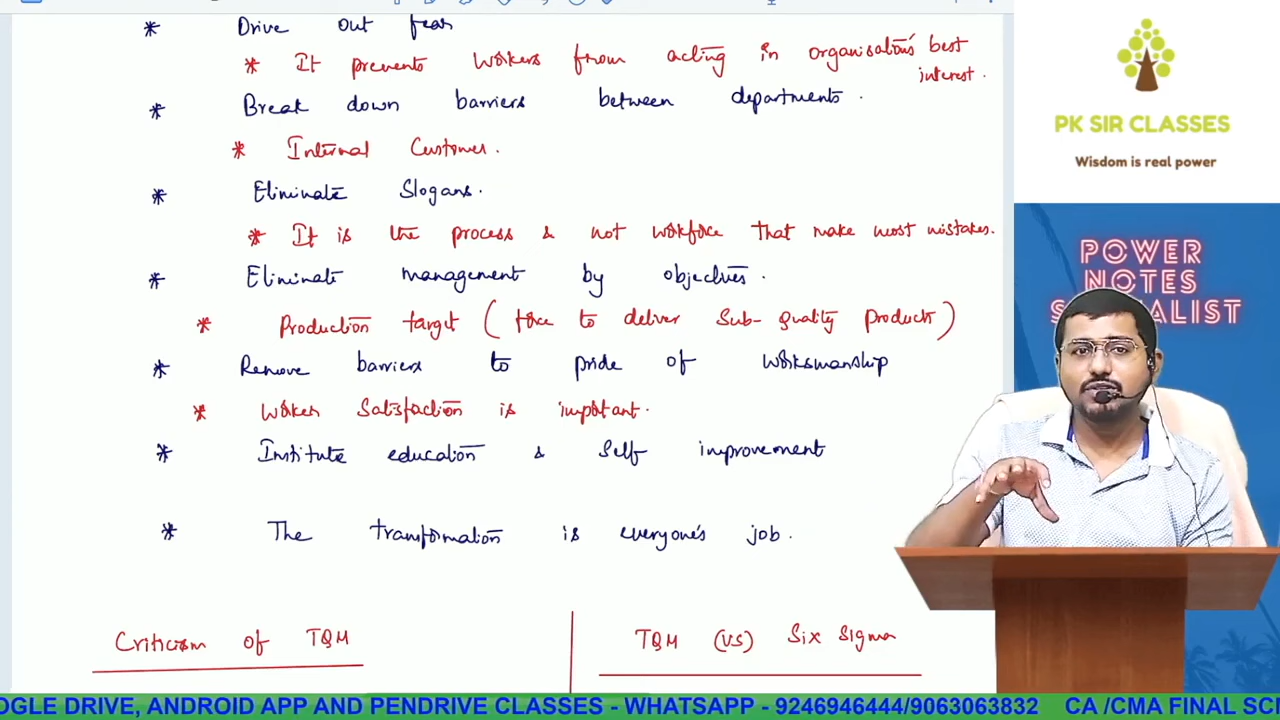 * Drive out fear
* It prevents workers from acting in organisation's best interest.
* Break down barriers between departments.
* Internal Customer.
* Eliminate Slogans.
* It is the process & not workforce that make most mistakes.
* Eliminate management by objectives.
* Production target (force to deliver Sub-quality products)
* Remove barriers to pride of worksmanship
* Worker Satisfaction is important.
* Institute education & Self improvement
* The transformation is everyone's job.
Criticism of TQM
TQM (VS) Six Sigma
PK SIR CLASSES
Wisdom is real power
POWER
NOTES
SPECIALIST
OGLE DRIVE, ANDROID APP AND PENDRIVE CLASSES - WHATSAPP - 9246946444/9063063832 CA /CMA FINAL SC